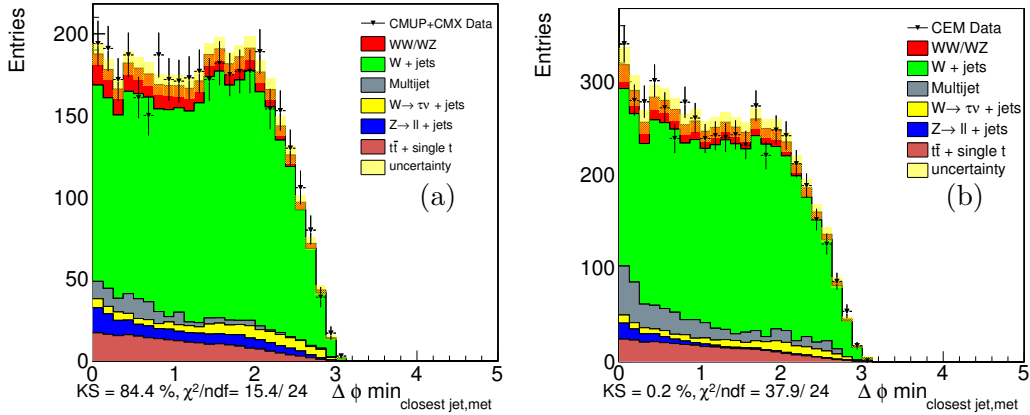 Entries
200
150
100
50
0
0 1 2 3 4 5
CMUP+CMX Data
WW/WZ
W + jets
Multijet
W→ τν + jets
Z→ ll + jets
tt̄ + single t
uncertainty
(a)
KS = 84.4 %, χ²/ndf= 15.4/ 24
Δ ϕ min closest jet,met
Entries
300
200
100
0
0 1 2 3 4 5
CEM Data
WW/WZ
W + jets
Multijet
W→ τν + jets
Z→ ll + jets
tt̄ + single t
uncertainty
(b)
KS = 0.2 %, χ²/ndf = 37.9/ 24
Δ ϕ min closest jet,met